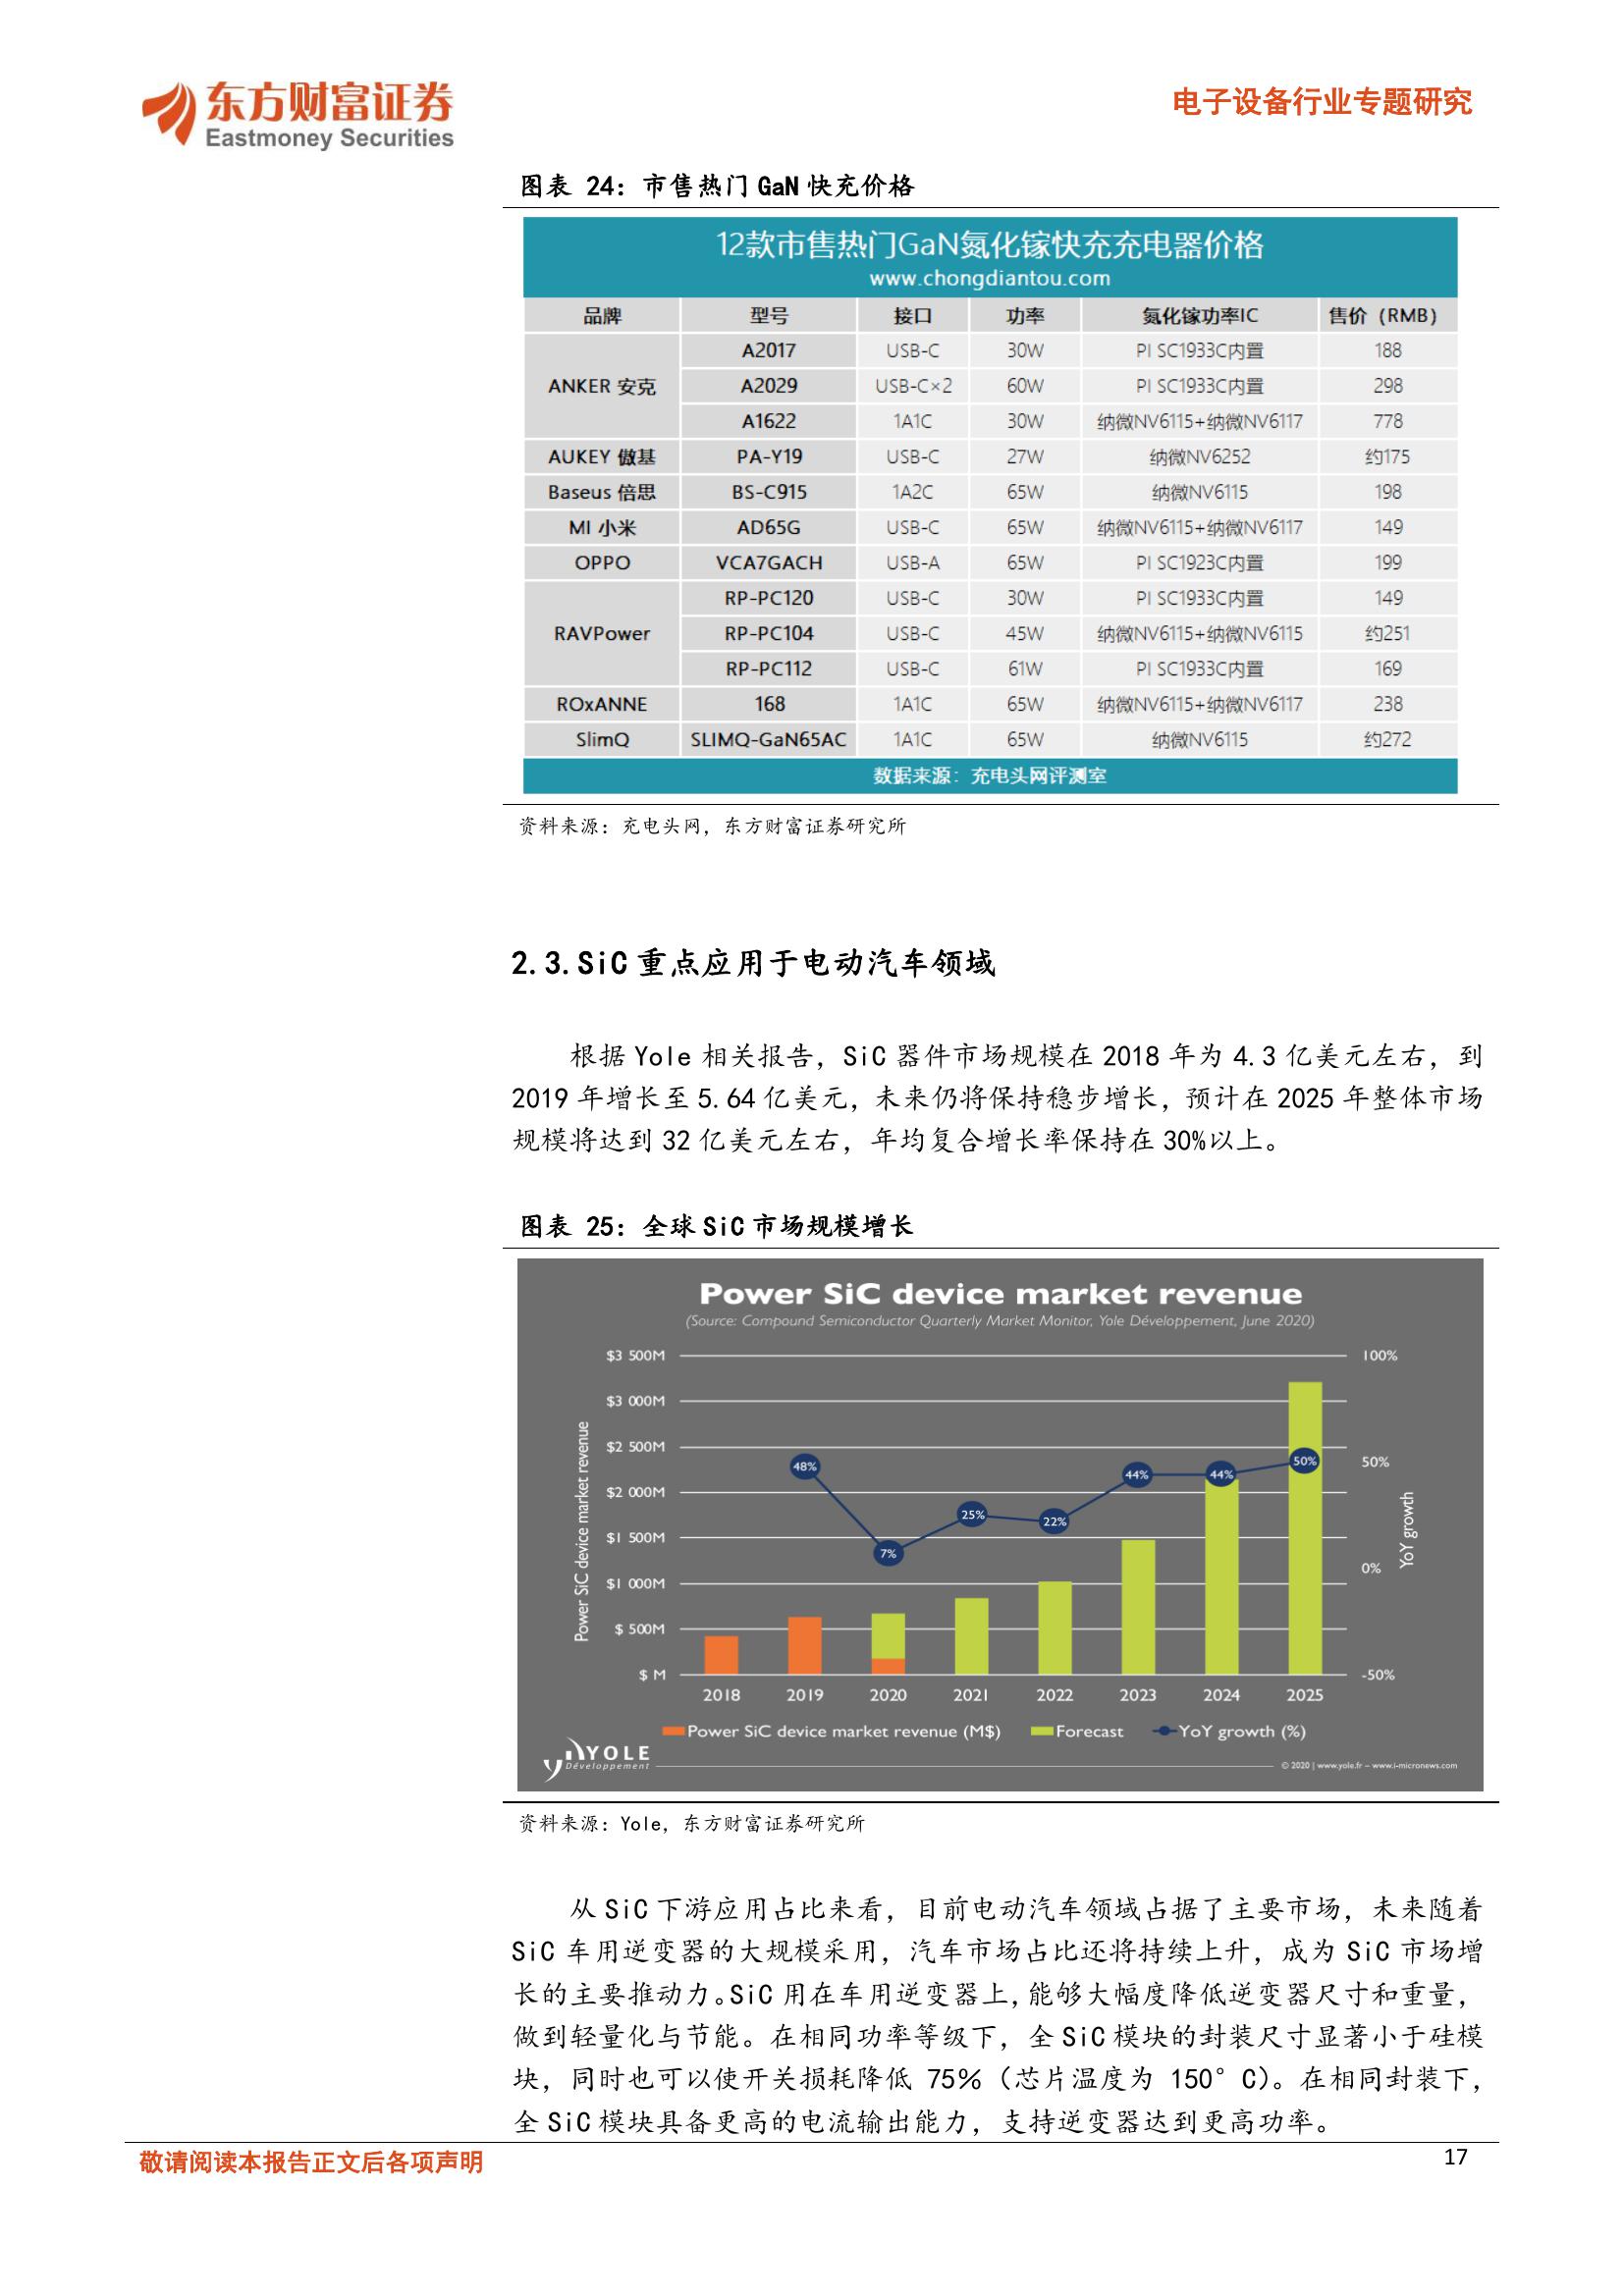 东方财富证券
Eastmoney Securities
电子设备行业专题研究
图表 24：市售热门 GaN 快充价格
12款市售热门GaN氮化镓快充充电器价格
www.chongdiantou.com
品牌 型号 接口 功率 氮化镓功率IC 售价（RMB）
ANKER 安克 A2017 USB-C 30W PI SC1933C内置 188
A2029 USB-C×2 60W PI SC1933C内置 298
A1622 1A1C 30W 纳微NV6115+纳微NV6117 778
AUKEY 傲基 PA-Y19 USB-C 27W 纳微NV6252 约175
Baseus 倍思 BS-C915 1A2C 65W 纳微NV6115 198
MI 小米 AD65G USB-C 65W 纳微NV6115+纳微NV6117 149
OPPO VCA7GACH USB-A 65W PI SC1923C内置 199
RAVPower RP-PC120 USB-C 30W PI SC1933C内置 149
RP-PC104 USB-C 45W 纳微NV6115+纳微NV6115 约251
RP-PC112 USB-C 61W PI SC1933C内置 169
ROxANNE 168 1A1C 65W 纳微NV6115+纳微NV6117 238
SlimQ SLIMQ-GaN65AC 1A1C 65W 纳微NV6115 约272
数据来源：充电头网评测室
资料来源：充电头网，东方财富证券研究所
2.3.SiC 重点应用于电动汽车领域
根据 Yole 相关报告，SiC 器件市场规模在 2018 年为 4.3 亿美元左右，到
2019 年增长至 5.64 亿美元，未来仍将保持稳步增长，预计在 2025 年整体市场
规模将达到 32 亿美元左右，年均复合增长率保持在 30%以上。
图表 25：全球 SiC 市场规模增长
Power SiC device market revenue
(Source: Compound Semiconductor Quarterly Market Monitor, Yole Développement, June 2020)
Power SiC device market revenue
$3 500M 100%
$3 000M
$2 500M 50%
$2 000M
$1 500M
$1 000M 0%
$ 500M
$ M -50%
YoY growth
48% 7% 25% 22% 44% 44% 50%
2018 2019 2020 2021 2022 2023 2024 2025
Power SiC device market revenue (M$) Forecast YoY growth (%)
YOLE
Développement
© 2020 | www.yole.fr – www.i-micronews.com
资料来源：Yole，东方财富证券研究所
从 SiC 下游应用占比来看，目前电动汽车领域占据了主要市场，未来随着
SiC 车用逆变器的大规模采用，汽车市场占比还将持续上升，成为 SiC 市场增
长的主要推动力。SiC 用在车用逆变器上，能够大幅度降低逆变器尺寸和重量，
做到轻量化与节能。在相同功率等级下，全 SiC 模块的封装尺寸显著小于硅模
块，同时也可以使开关损耗降低 75%（芯片温度为 150° C）。在相同封装下，
全 SiC 模块具备更高的电流输出能力，支持逆变器达到更高功率。
敬请阅读本报告正文后各项声明
17